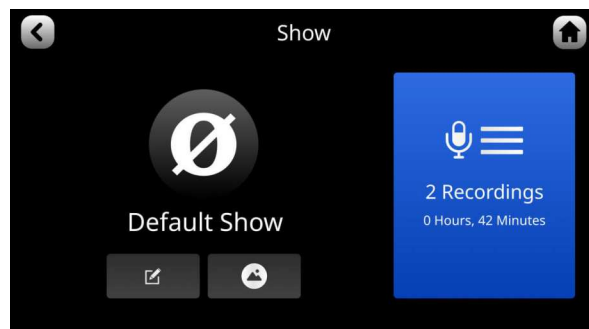 Show
Ø
Default Show
2 Recordings
0 Hours, 42 Minutes